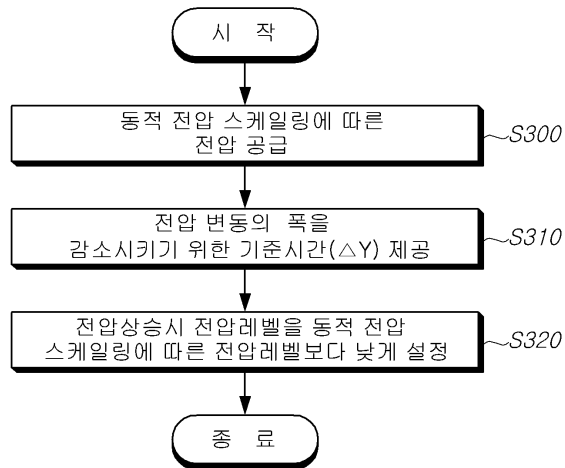 시 작
동적 전압 스케일링에 따른
전압 공급
S300
전압 변동의 폭을
감소시키기 위한 기준시간(△Y) 제공
S310
전압상승시 전압레벨을 동적 전압
스케일링에 따른 전압레벨보다 낮게 설정
S320
종 료